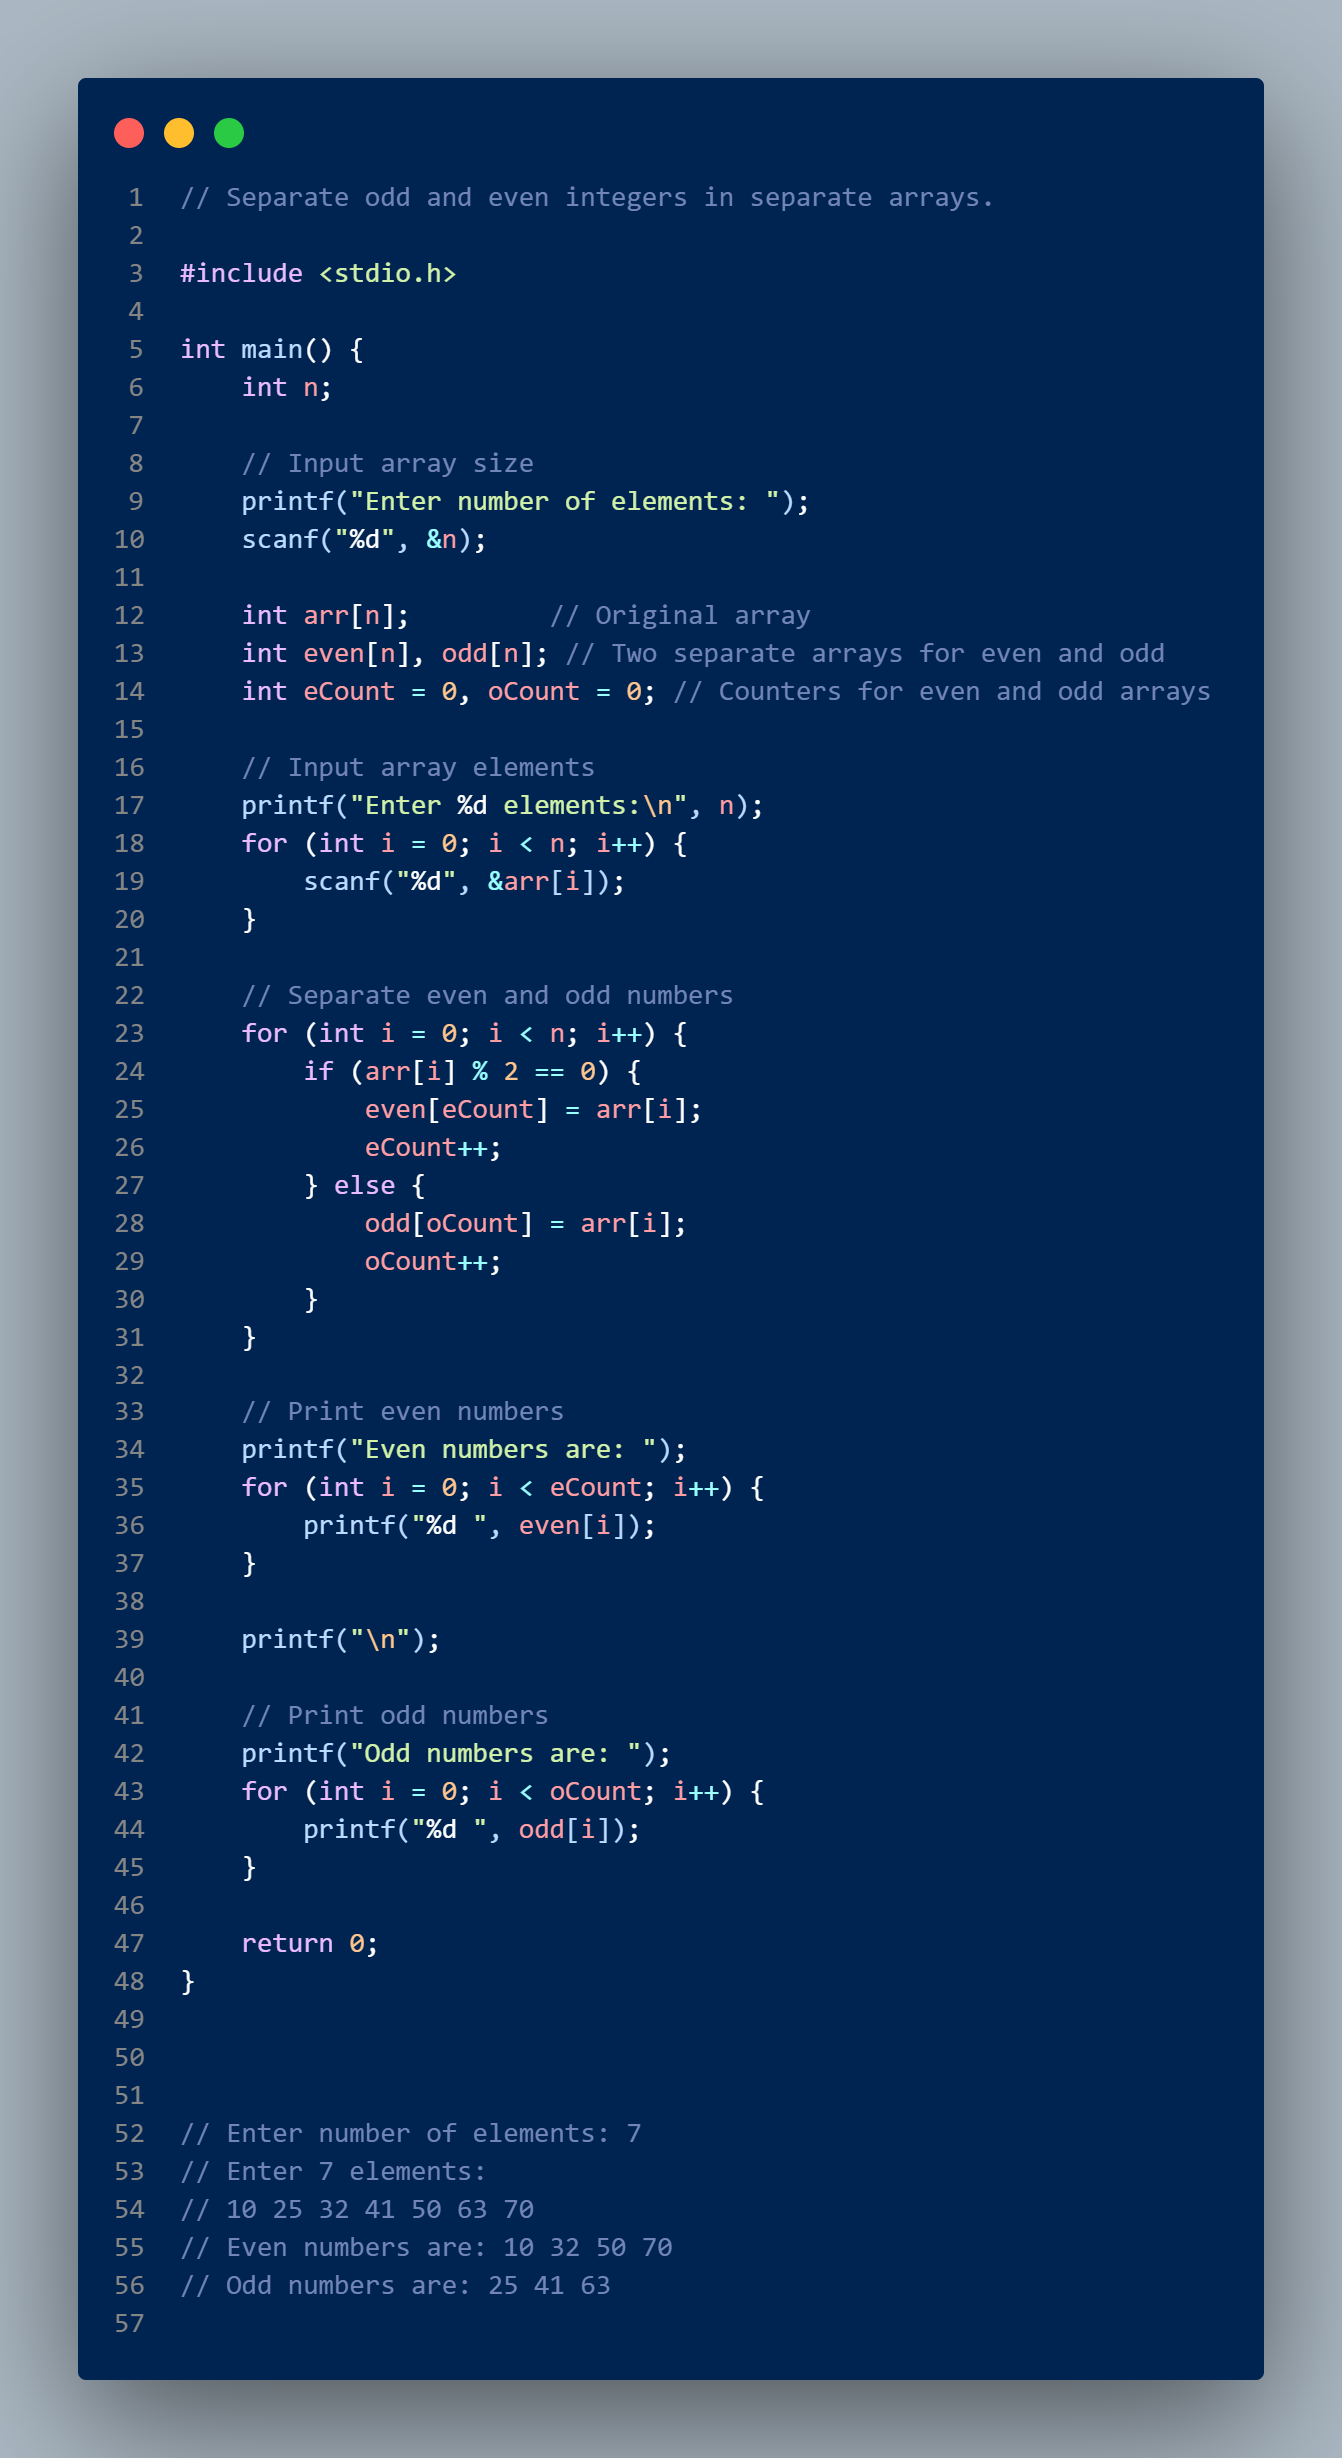 1 // Separate odd and even integers in separate arrays.
2
3 #include <stdio.h>
4
5 int main() {
6     int n;
7
8     // Input array size
9     printf("Enter number of elements: ");
10     scanf("%d", &n);
11
12     int arr[n];         // Original array
13     int even[n], odd[n]; // Two separate arrays for even and odd
14     int eCount = 0, oCount = 0; // Counters for even and odd arrays
15
16     // Input array elements
17     printf("Enter %d elements:\n", n);
18     for (int i = 0; i < n; i++) {
19         scanf("%d", &arr[i]);
20     }
21
22     // Separate even and odd numbers
23     for (int i = 0; i < n; i++) {
24         if (arr[i] % 2 == 0) {
25             even[eCount] = arr[i];
26             eCount++;
27         } else {
28             odd[oCount] = arr[i];
29             oCount++;
30         }
31     }
32
33     // Print even numbers
34     printf("Even numbers are: ");
35     for (int i = 0; i < eCount; i++) {
36         printf("%d ", even[i]);
37     }
38
39     printf("\n");
40
41     // Print odd numbers
42     printf("Odd numbers are: ");
43     for (int i = 0; i < oCount; i++) {
44         printf("%d ", odd[i]);
45     }
46
47     return 0;
48 }
49
50
51
52 // Enter number of elements: 7
53 // Enter 7 elements:
54 // 10 25 32 41 50 63 70
55 // Even numbers are: 10 32 50 70
56 // Odd numbers are: 25 41 63
57